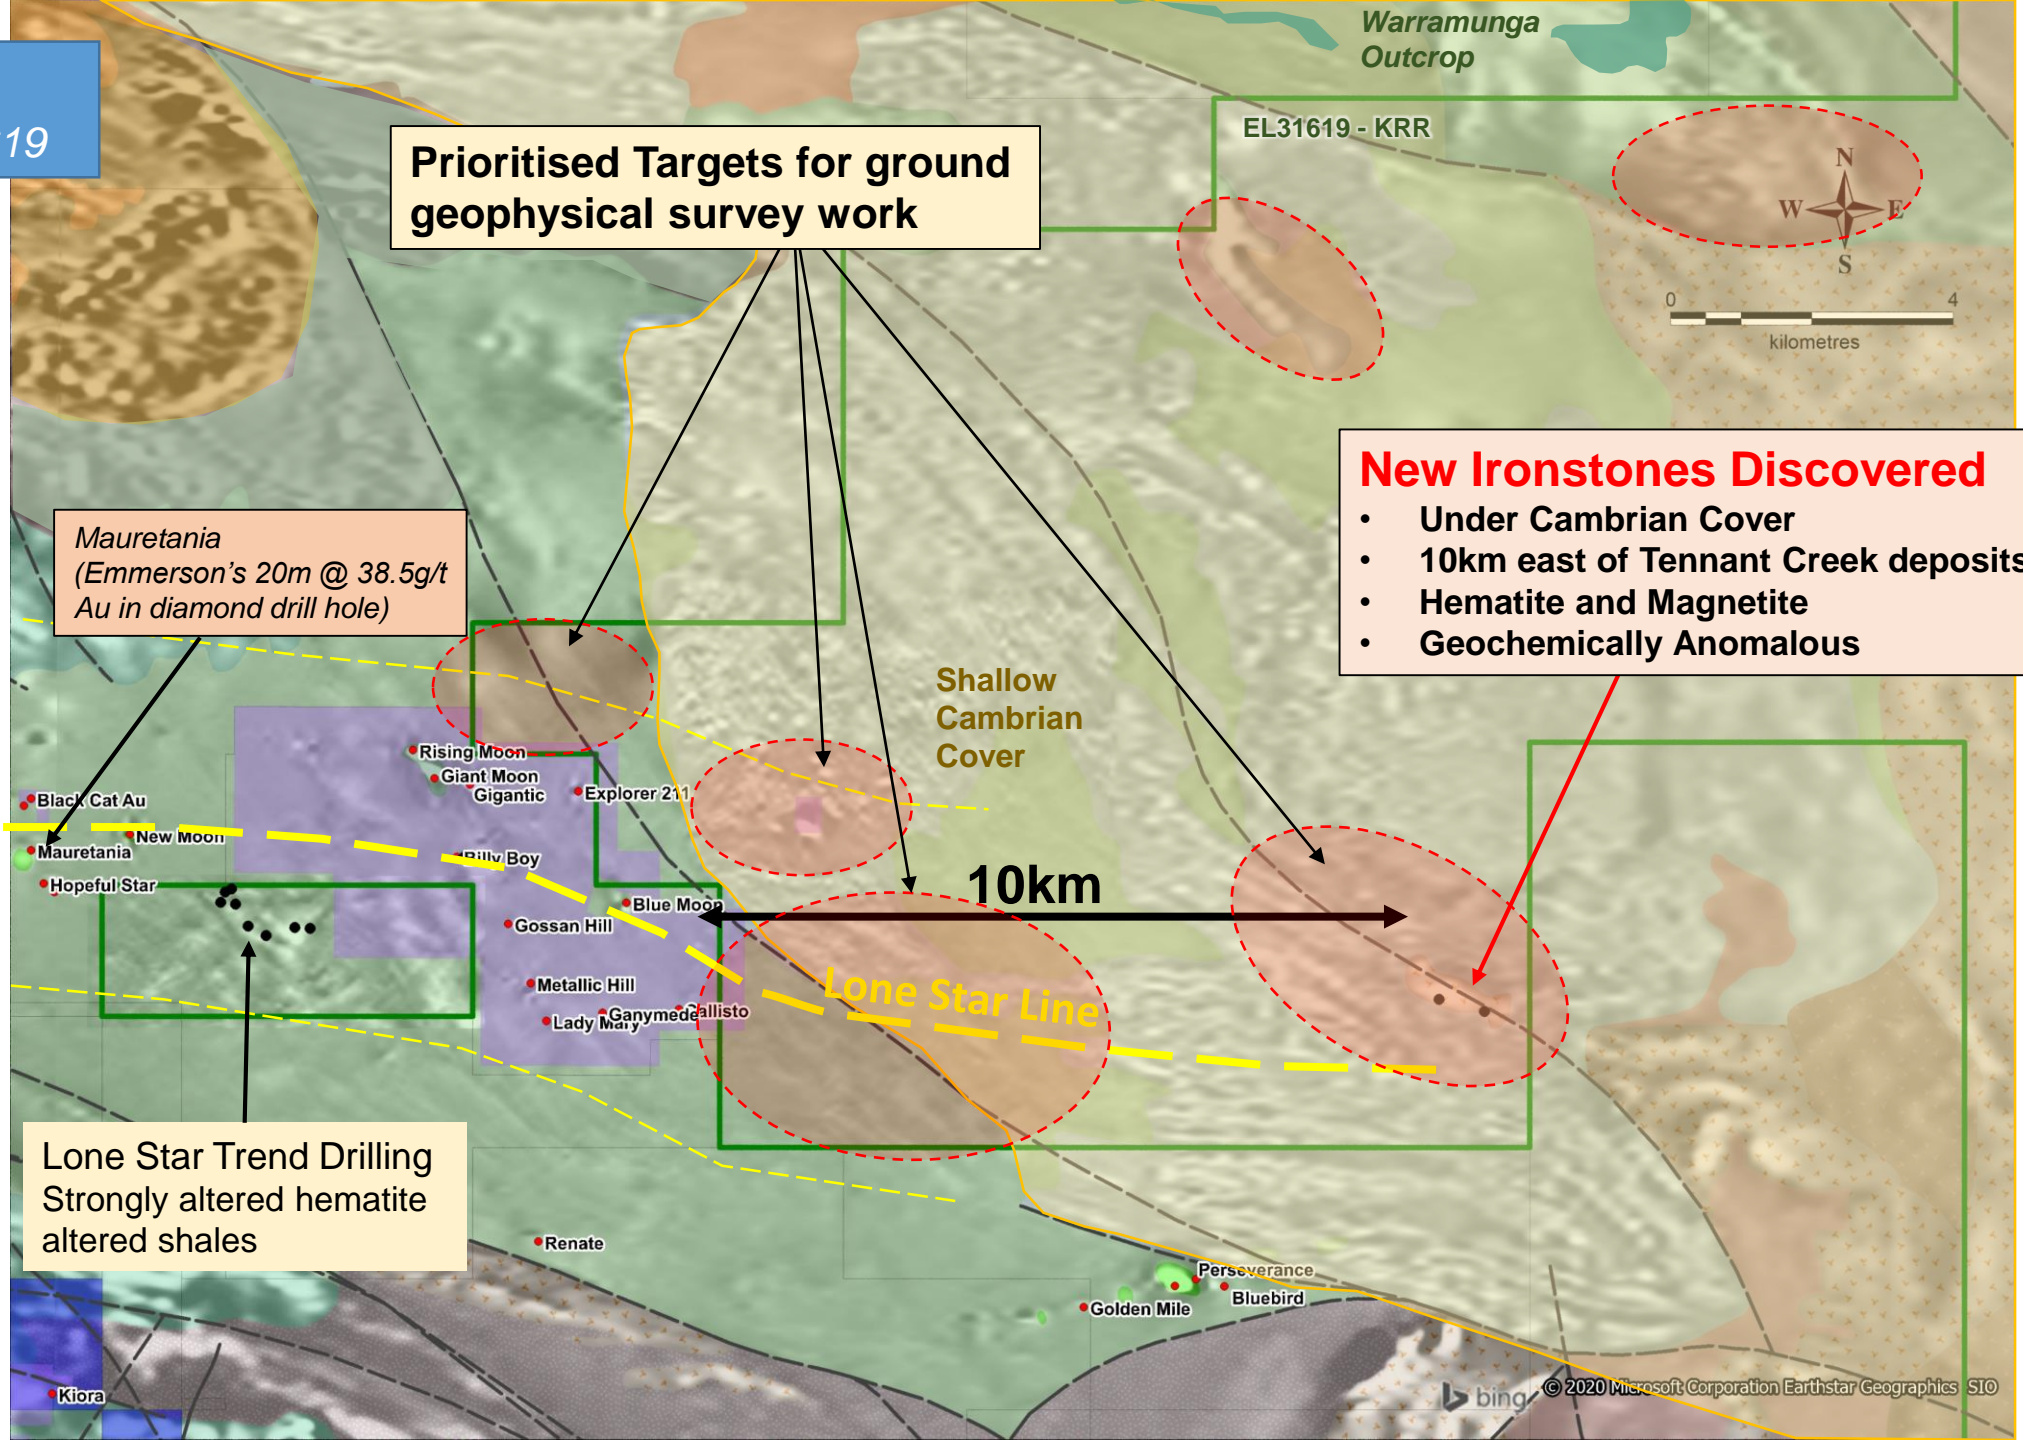 Warramunga
Outcrop
19
EL31619 - KRR
Prioritised Targets for ground
geophysical survey work
N
W
E
S
0
4
kilometres
New Ironstones Discovered
• Under Cambrian Cover
• 10km east of Tennant Creek deposits
• Hematite and Magnetite
• Geochemically Anomalous
Mauretania
(Emmerson's 20m @ 38.5g/t
Au in diamond drill hole)
Shallow
Cambrian
Cover
Rising Moon
Giant Moon
Gigantic
Explorer 211
Black Cat Au
New Moon
Mauretania
Billy Boy
Hopeful Star
10km
Blue Moon
Gossan Hill
Metallic Hill
Lone Star Line
Ganymede
Callisto
Lady Mary
Lone Star Trend Drilling
Strongly altered hematite
altered shales
Renate
Perseverance
Bluebird
Golden Mile
Kiora
bing
© 2020 Microsoft Corporation Earthstar Geographics SIO